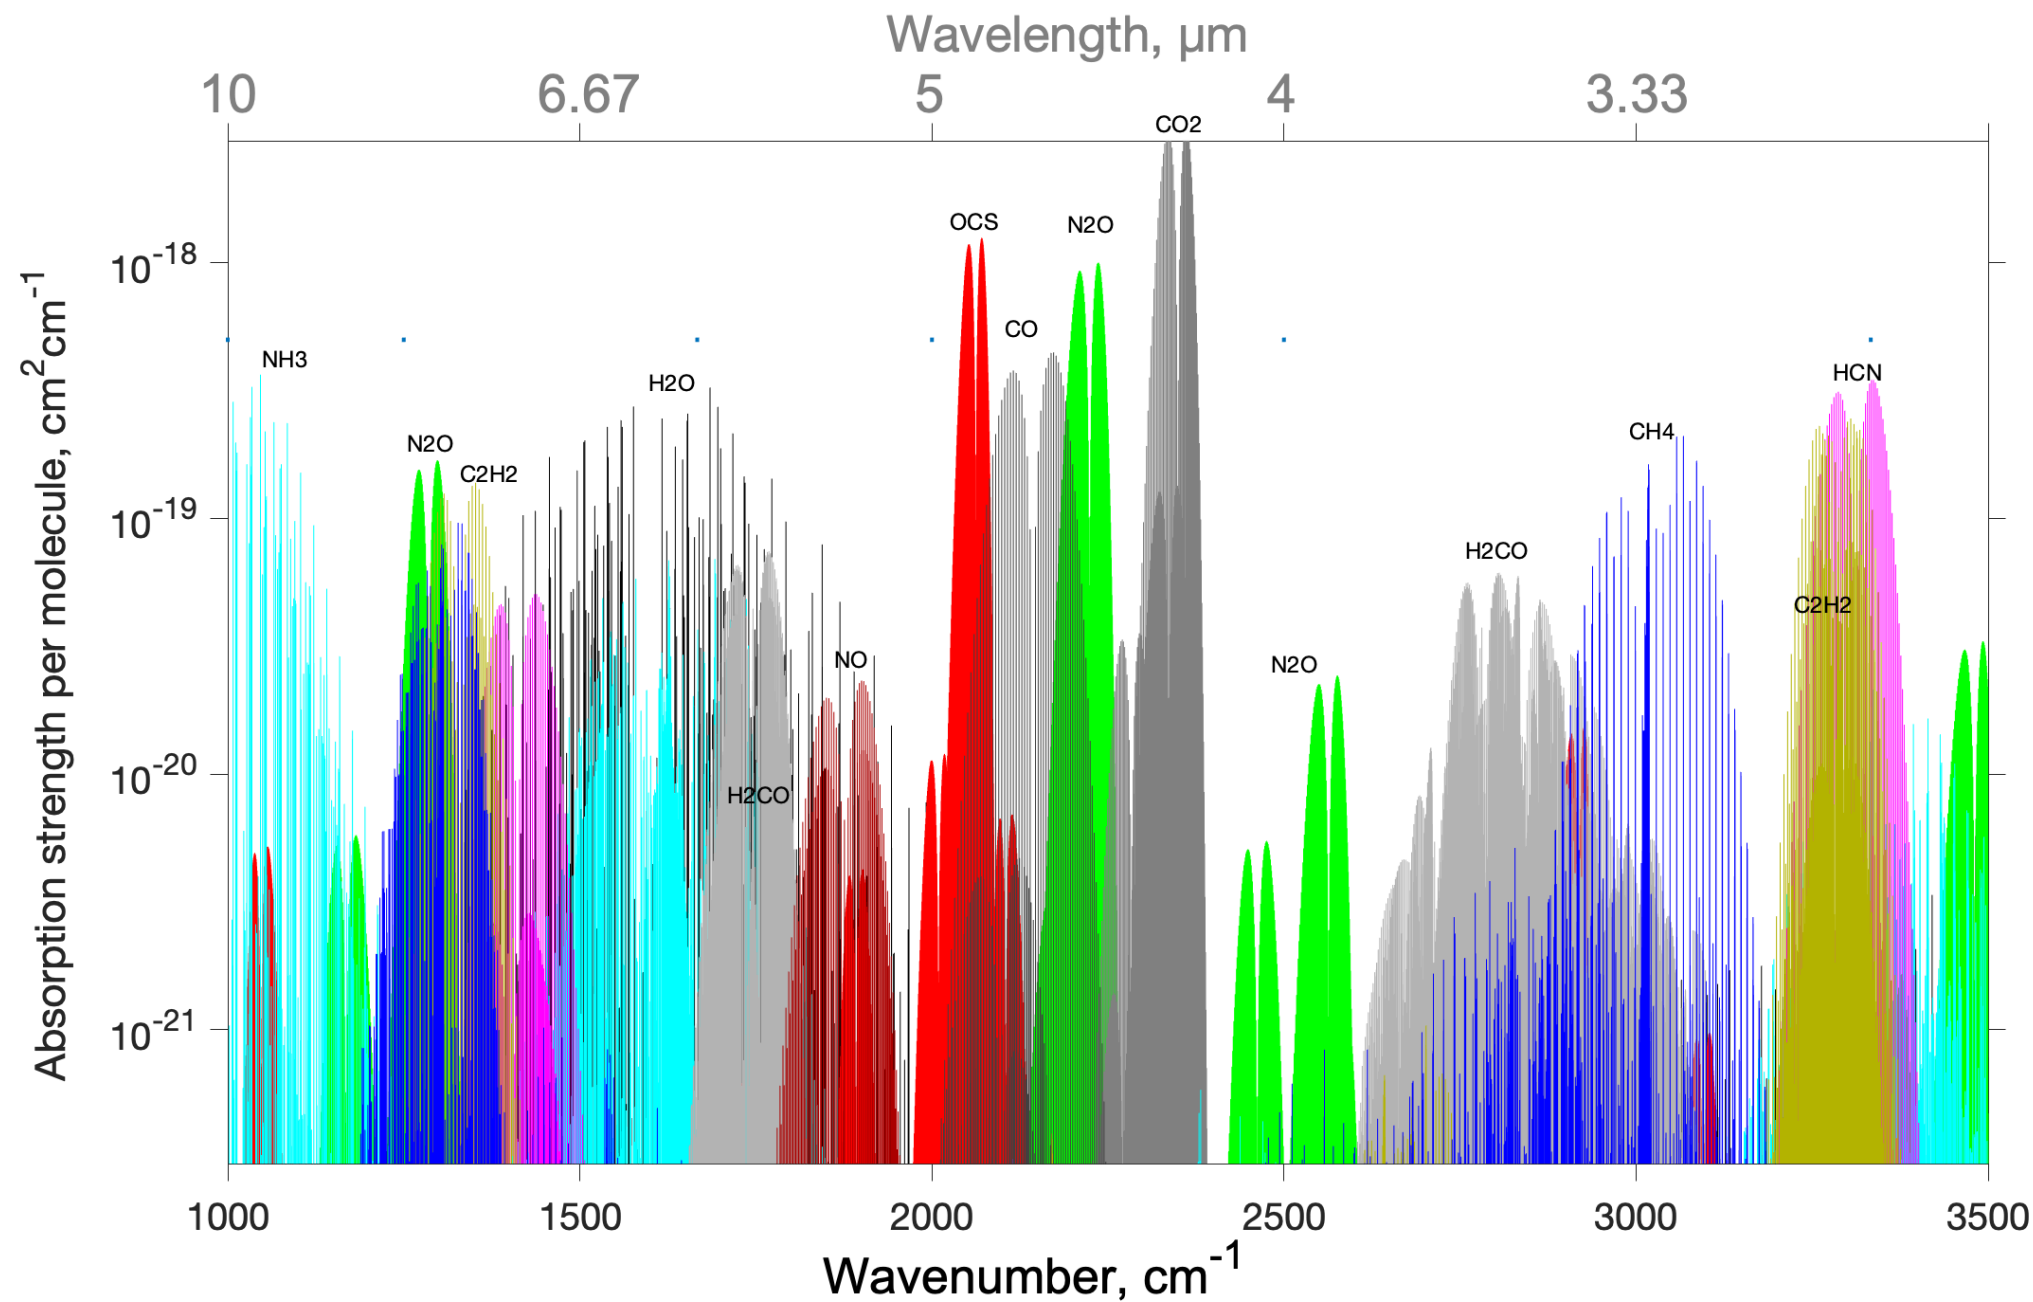 Wavelength, µm
10 6.67 5 4 3.33
CO2
OCS N2O
10-18
CO
NH3
HCN
H2O
CH4
N2O
C2H2
10-19
H2CO
C2H2
NO
N2O
10-20
H2CO
10-21
Absorption strength per molecule, cm2cm-1
1000 1500 2000 2500 3000 3500
Wavenumber, cm-1